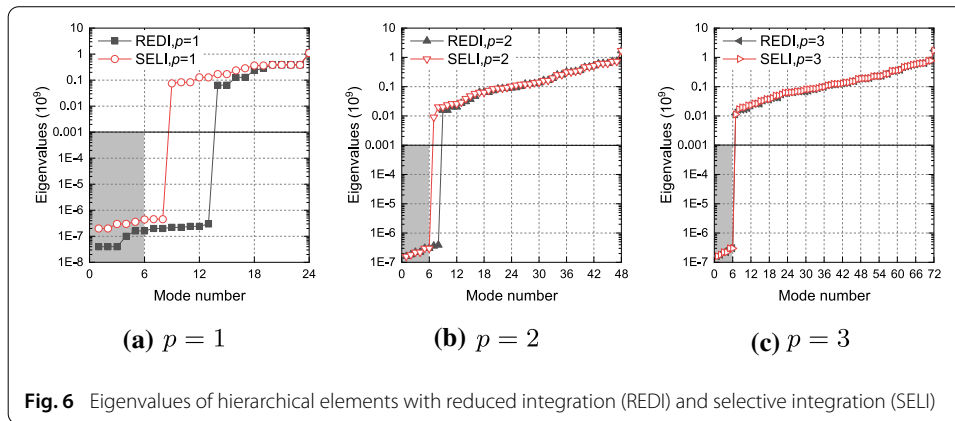 REDI,p=1
SELI,p=1
Eigenvalues (10⁹)
10
1
0.1
0.01
0.001
1E-4
1E-5
1E-6
1E-7
1E-8
0 6 12 18 24
Mode number
(a) p = 1
REDI,p=2
SELI,p=2
Eigenvalues (10⁹)
10
1
0.1
0.01
0.001
1E-4
1E-5
1E-6
1E-7
0 6 12 18 24 30 36 42 48
Mode number
(b) p = 2
REDI,p=3
SELI,p=3
Eigenvalues (10⁹)
10
1
0.1
0.01
0.001
1E-4
1E-5
1E-6
1E-7
0 6 12 18 24 30 36 42 48 54 60 66 72
Mode number
(c) p = 3
Fig. 6 Eigenvalues of hierarchical elements with reduced integration (REDI) and selective integration (SELI)